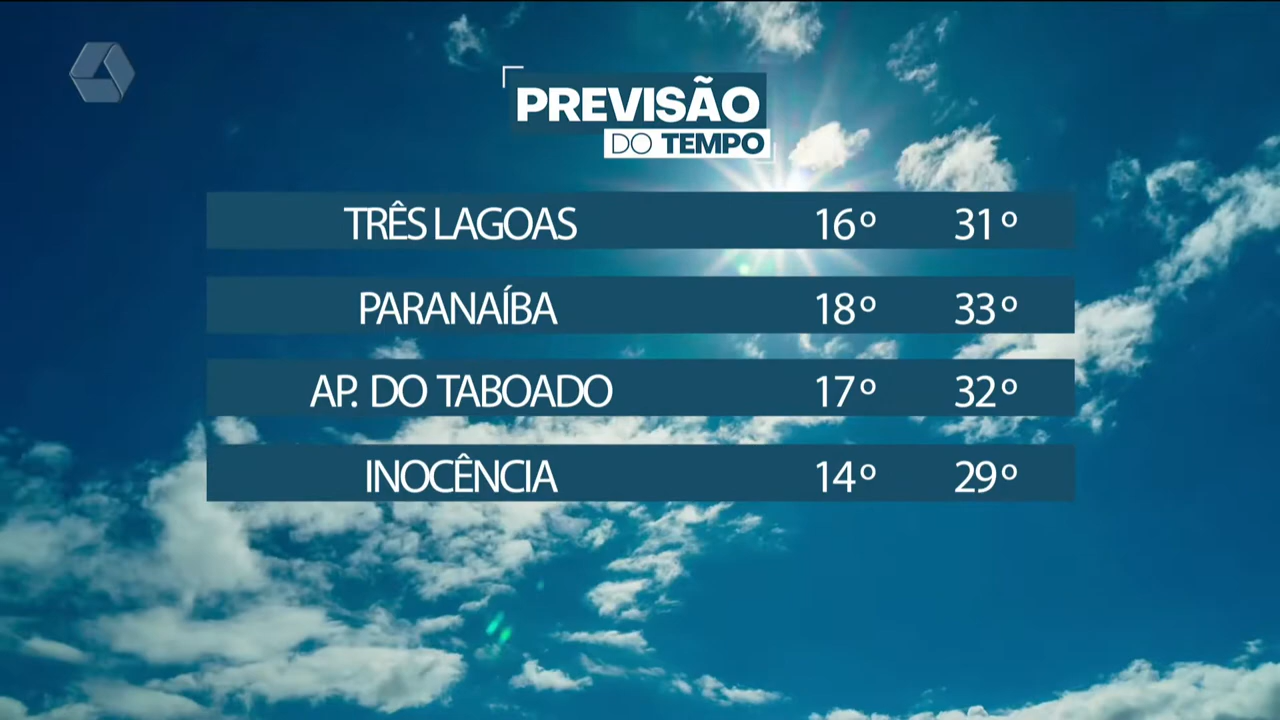 PREVISÃO
DO TEMPO
TRÊS LAGOAS 16º 31º
PARANAÍBA 18º 33º
AP. DO TABOADO 17º 32º
INOCÊNCIA 14º 29º